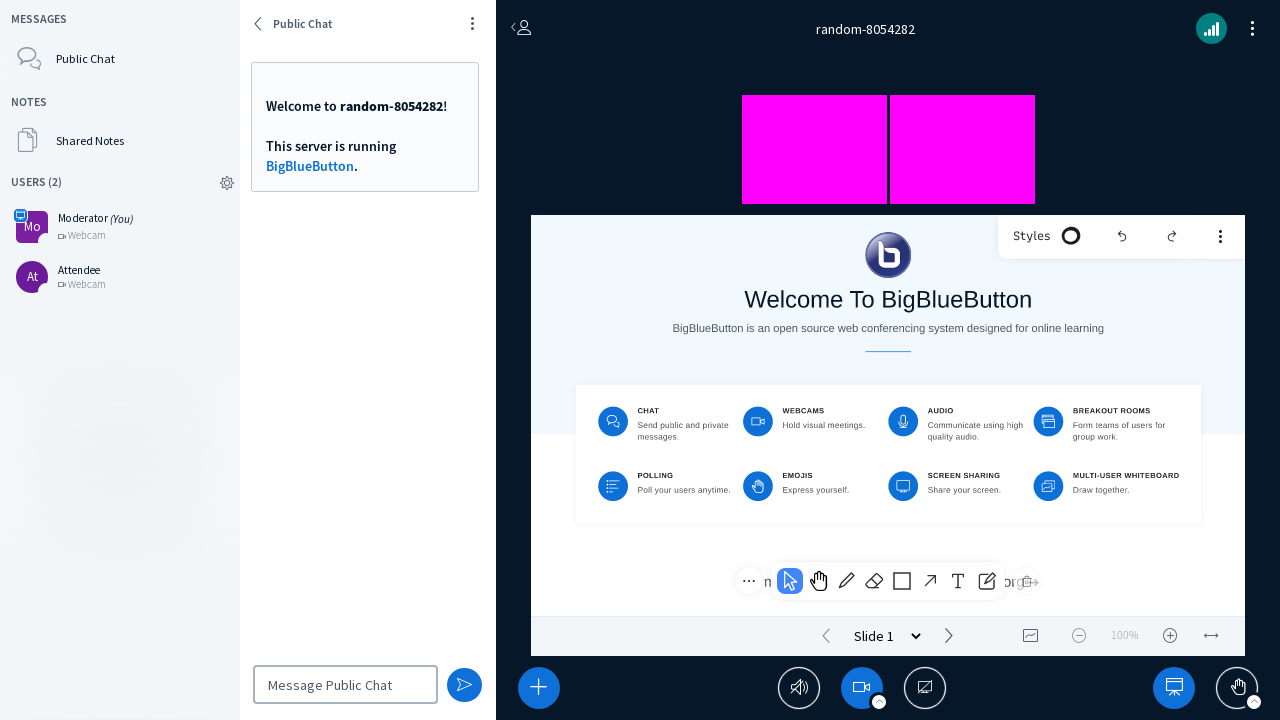 MESSAGES
Public Chat
NOTES
Shared Notes
USERS (2)
Mo
Moderator (You)
Webcam
At
Attendee
Webcam
Public Chat
Welcome to random-8054282!
This server is running
BigBlueButton.
Message Public Chat
random-8054282
Styles
Welcome To BigBlueButton
BigBlueButton is an open source web conferencing system designed for online learning
CHAT
Send public and private
messages.
WEBCAMS
Hold visual meetings.
AUDIO
Communicate using high
quality audio.
BREAKOUT ROOMS
Form teams of users for
group work.
POLLING
Poll your users anytime.
EMOJIS
Express yourself.
SCREEN SHARING
Share your screen.
MULTI-USER WHITEBOARD
Draw together.
Slide 1
100%